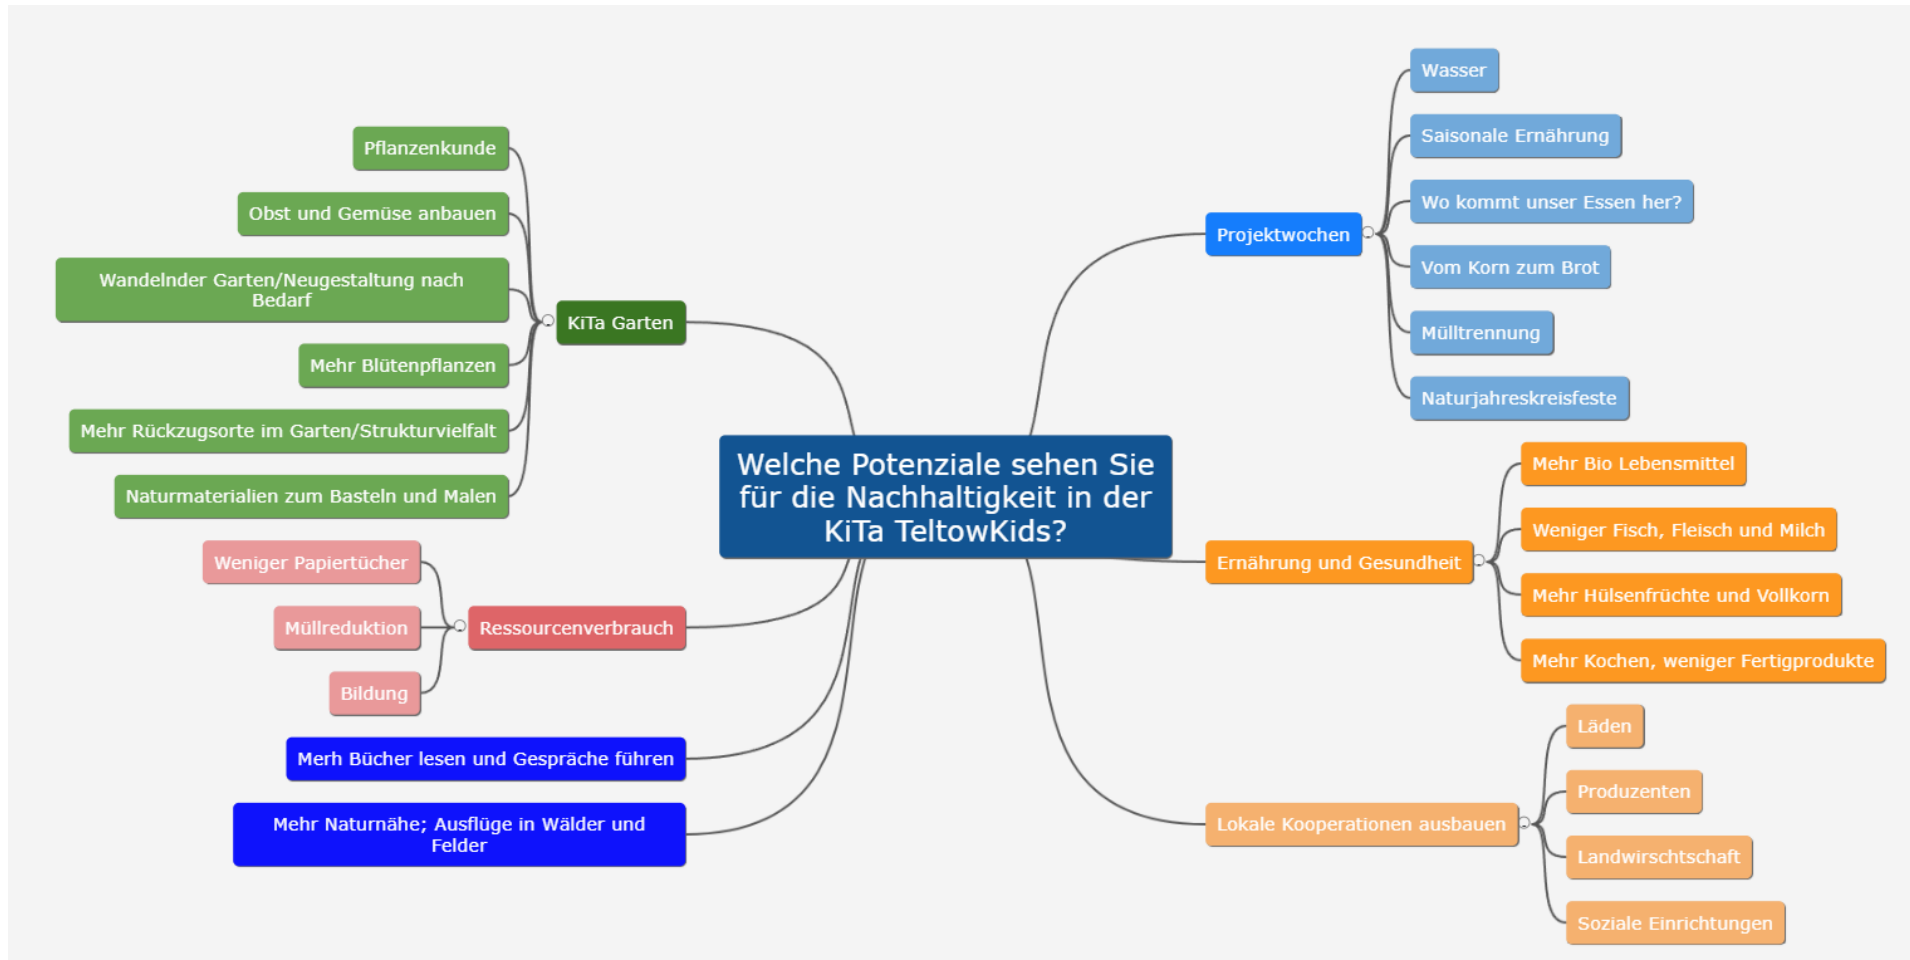 Welche Potenziale sehen Sie
für die Nachhaltigkeit in der
KiTa TeltowKids?
KiTa Garten
Pflanzenkunde
Obst und Gemüse anbauen
Wandelnder Garten/Neugestaltung nach
Bedarf
Mehr Blütenpflanzen
Mehr Rückzugsorte im Garten/Strukturvielfalt
Naturmaterialien zum Basteln und Malen
Ressourcenverbrauch
Weniger Papiertücher
Müllreduktion
Bildung
Merh Bücher lesen und Gespräche führen
Mehr Naturnähe; Ausflüge in Wälder und
Felder
Projektwochen
Wasser
Saisonale Ernährung
Wo kommt unser Essen her?
Vom Korn zum Brot
Mülltrennung
Naturjahreskreisfeste
Ernährung und Gesundheit
Mehr Bio Lebensmittel
Weniger Fisch, Fleisch und Milch
Mehr Hülsenfrüchte und Vollkorn
Mehr Kochen, weniger Fertigprodukte
Lokale Kooperationen ausbauen
Läden
Produzenten
Landwirschtschaft
Soziale Einrichtungen